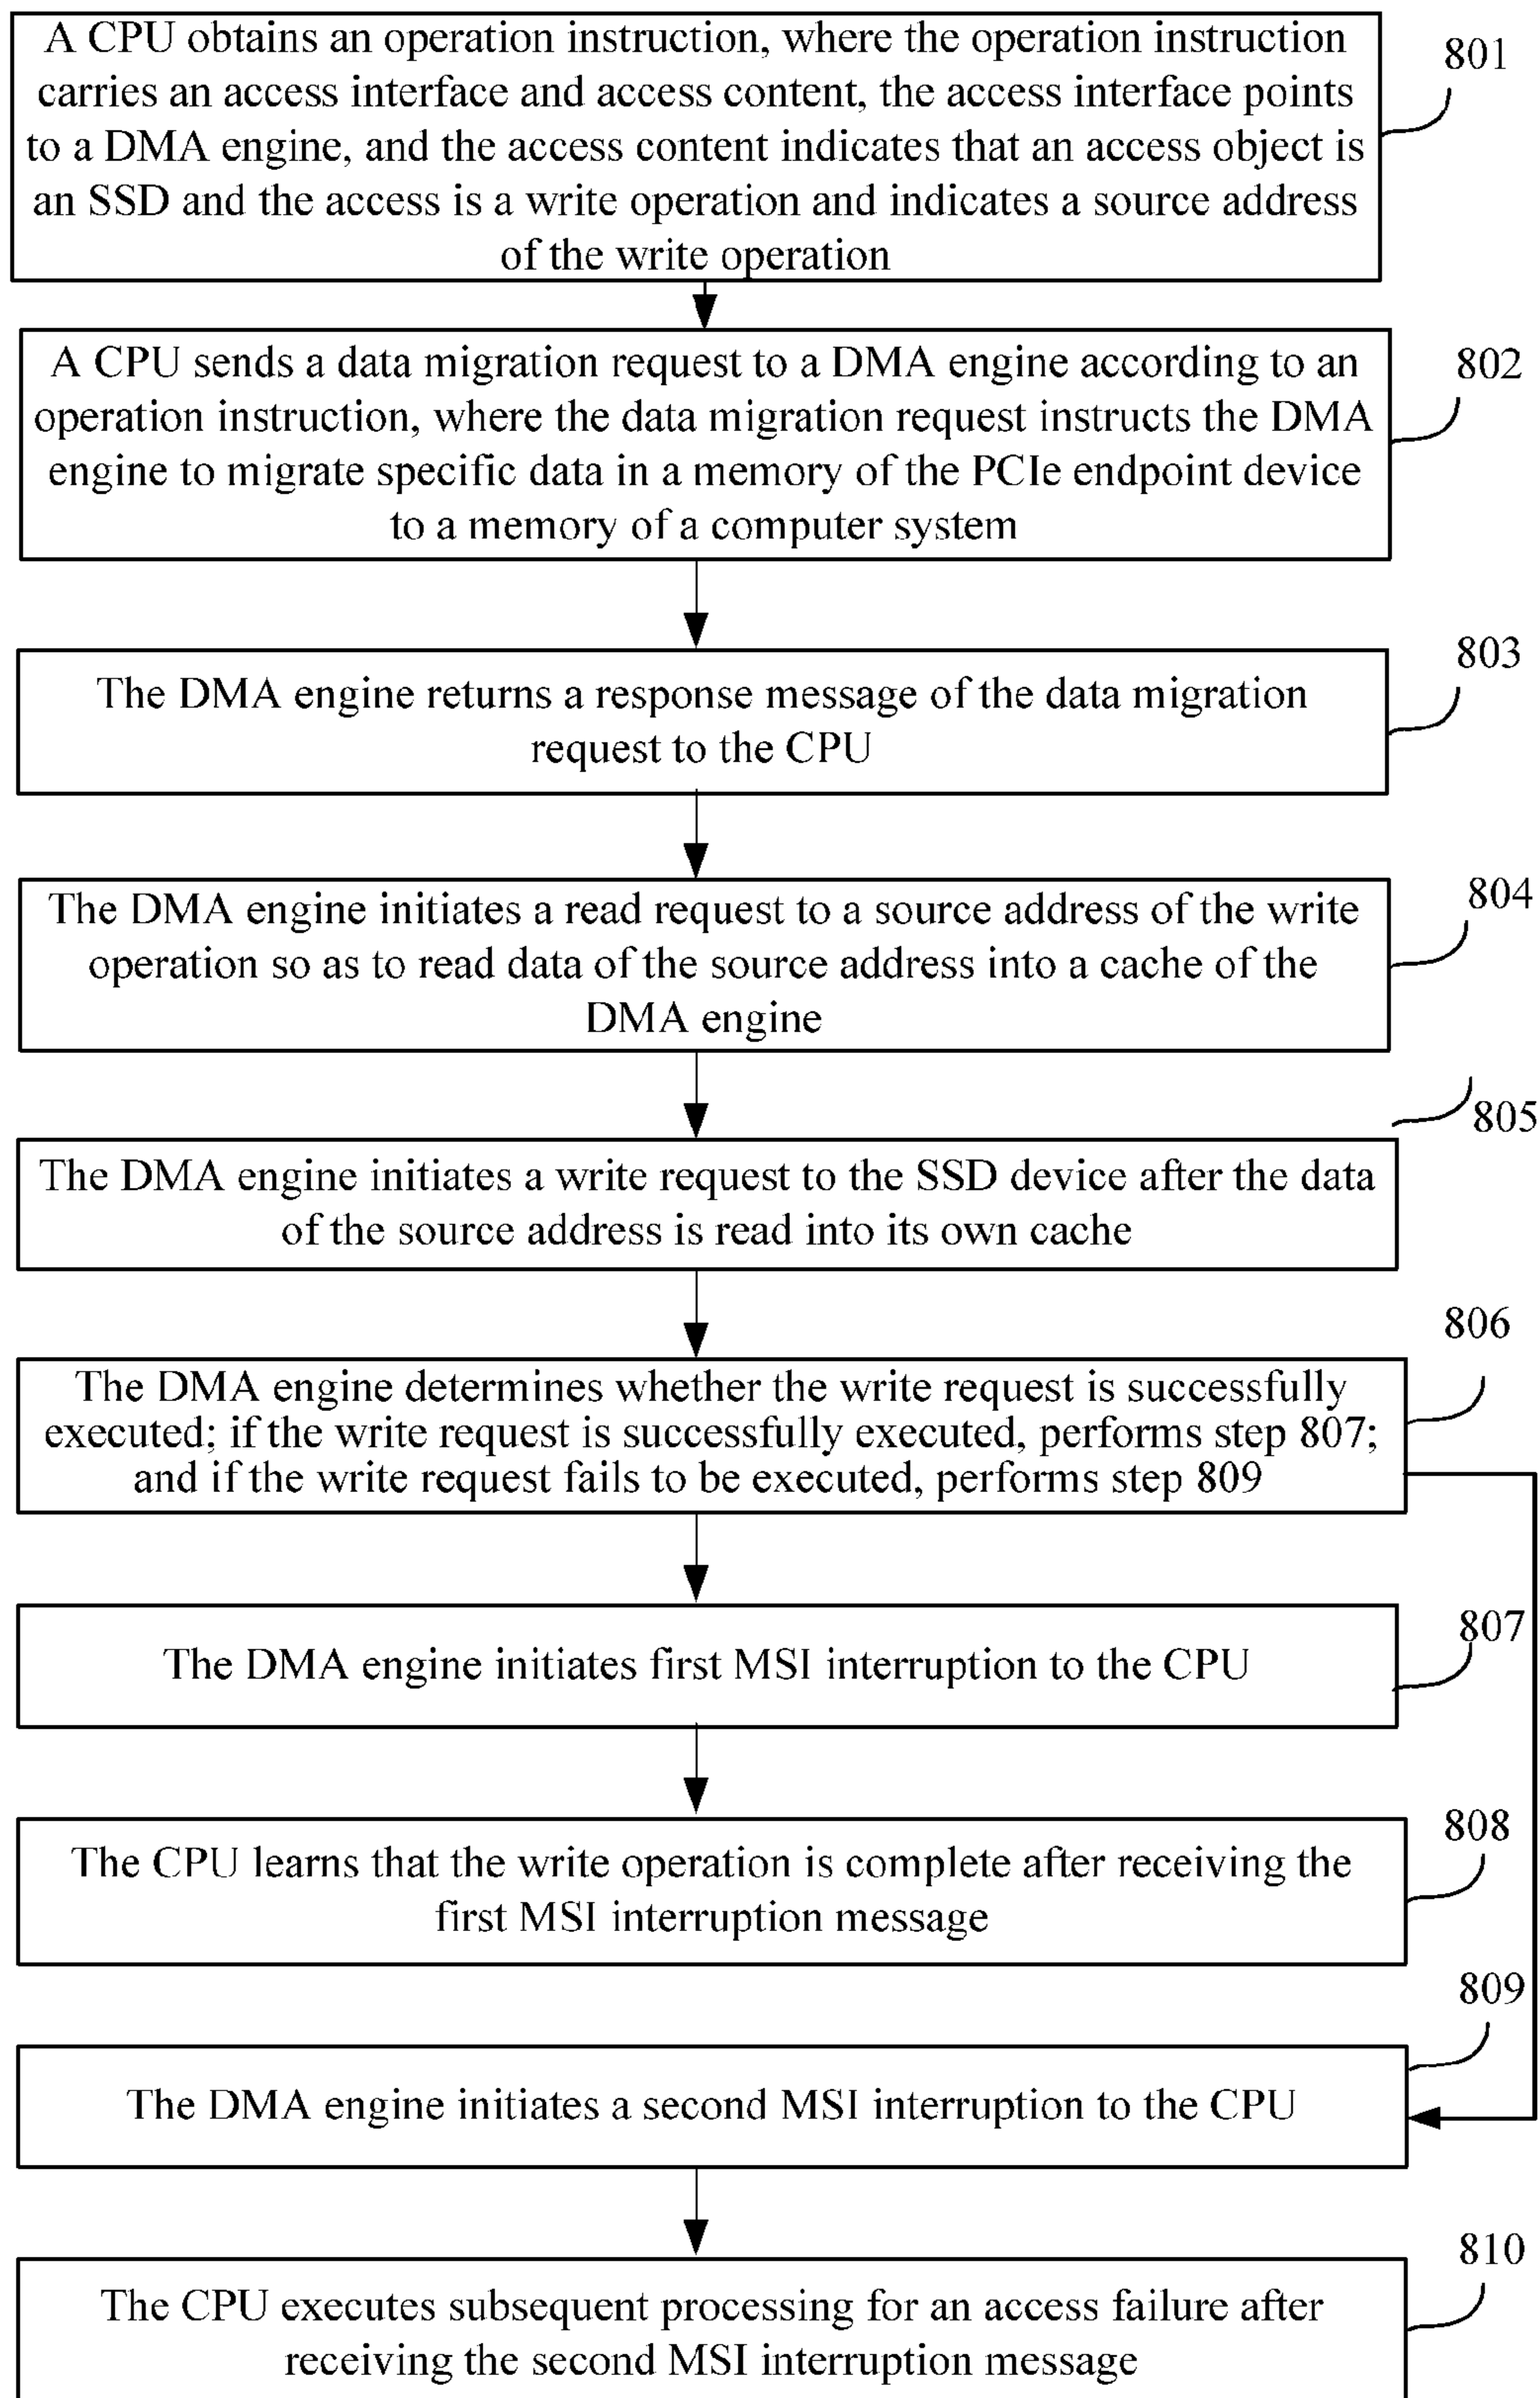 A CPU obtains an operation instruction, where the operation instruction
carries an access interface and access content, the access interface points
to a DMA engine, and the access content indicates that an access object is
an SSD and the access is a write operation and indicates a source address
of the write operation
801
A CPU sends a data migration request to a DMA engine according to an
operation instruction, where the data migration request instructs the DMA
engine to migrate specific data in a memory of the PCIe endpoint device
to a memory of a computer system
802
The DMA engine returns a response message of the data migration
request to the CPU
803
The DMA engine initiates a read request to a source address of the write
operation so as to read data of the source address into a cache of the
DMA engine
804
The DMA engine initiates a write request to the SSD device after the data
of the source address is read into its own cache
805
The DMA engine determines whether the write request is successfully
executed; if the write request is successfully executed, performs step 807;
and if the write request fails to be executed, performs step 809
806
The DMA engine initiates first MSI interruption to the CPU
807
The CPU learns that the write operation is complete after receiving the
first MSI interruption message
808
The DMA engine initiates a second MSI interruption to the CPU
809
The CPU executes subsequent processing for an access failure after
receiving the second MSI interruption message
810